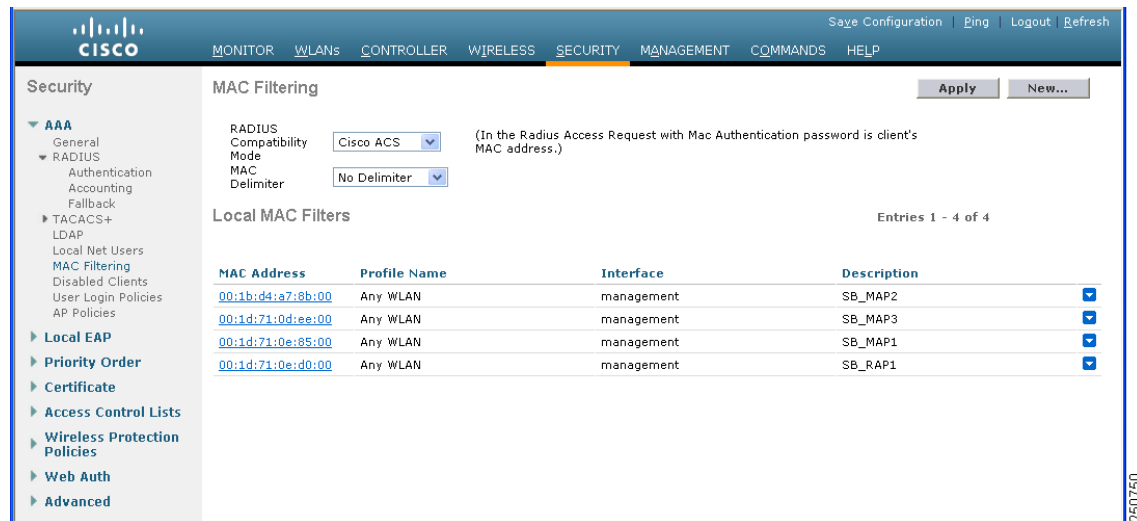 Save Configuration | Ping | Logout | Refresh
CISCO
MONITOR WLANs CONTROLLER WIRELESS SECURITY MANAGEMENT COMMANDS HELP
Security
AAA
General
RADIUS
Authentication
Accounting
Fallback
TACACS+
LDAP
Local Net Users
MAC Filtering
Disabled Clients
User Login Policies
AP Policies
Local EAP
Priority Order
Certificate
Access Control Lists
Wireless Protection
Policies
Web Auth
Advanced
MAC Filtering
Apply New...
RADIUS
Compatibility
Mode
Cisco ACS
(In the Radius Access Request with Mac Authentication password is client's
MAC address.)
MAC
Delimiter
No Delimiter
Local MAC Filters
Entries 1 - 4 of 4
MAC Address Profile Name Interface Description
00:1b:d4:a7:8b:00 Any WLAN management SB_MAP2
00:1d:71:0d:ee:00 Any WLAN management SB_MAP3
00:1d:71:0e:85:00 Any WLAN management SB_MAP1
00:1d:71:0e:d0:00 Any WLAN management SB_RAP1
250750